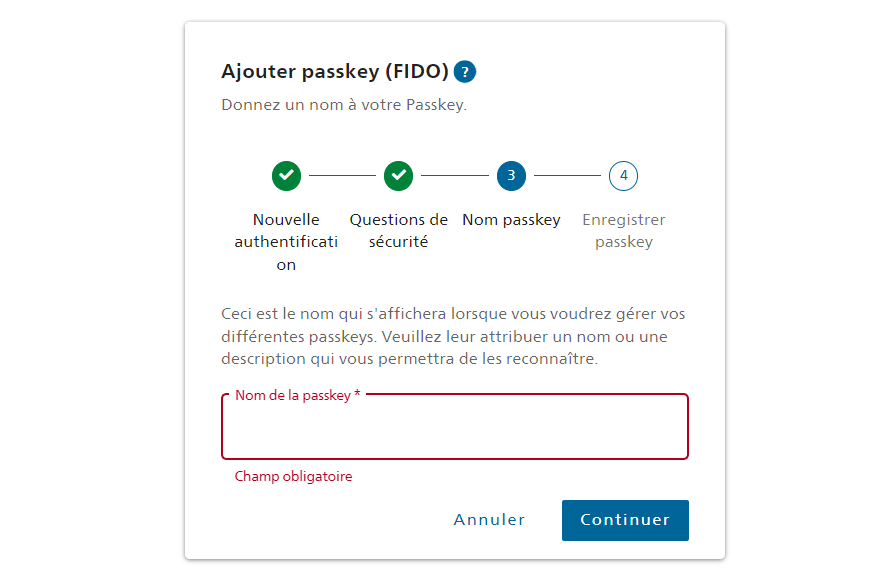 Ajouter passkey (FIDO) ?
Donnez un nom à votre Passkey.
3
4
Nouvelle
authentificati
on
Questions de
sécurité
Nom passkey
Enregistrer
passkey
Ceci est le nom qui s'affichera lorsque vous voudrez gérer vos
différentes passkeys. Veuillez leur attribuer un nom ou une
description qui vous permettra de les reconnaître.
Nom de la passkey *
Champ obligatoire
Annuler
Continuer